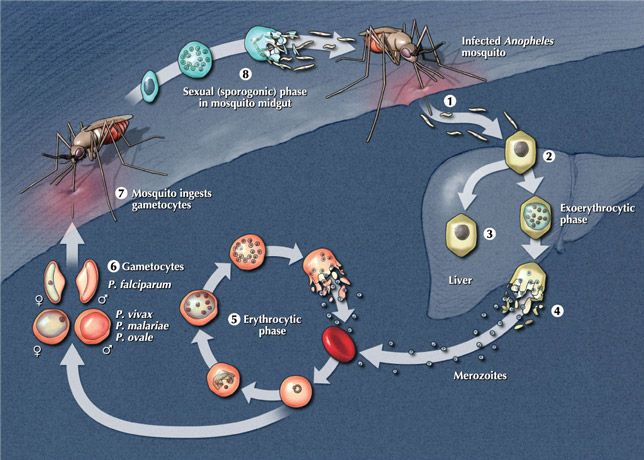 Infected Anopheles
mosquito
1
8
Sexual (sporogonic) phase
in mosquito midgut
2
7 Mosquito ingests
gametocytes
Exoerythrocytic
phase
3
Liver
4
6 Gametocytes
P. falciparum
♀ ♂
P. vivax
P. malariae
P. ovale
♀ ♂
5 Erythrocytic
phase
Merozoites